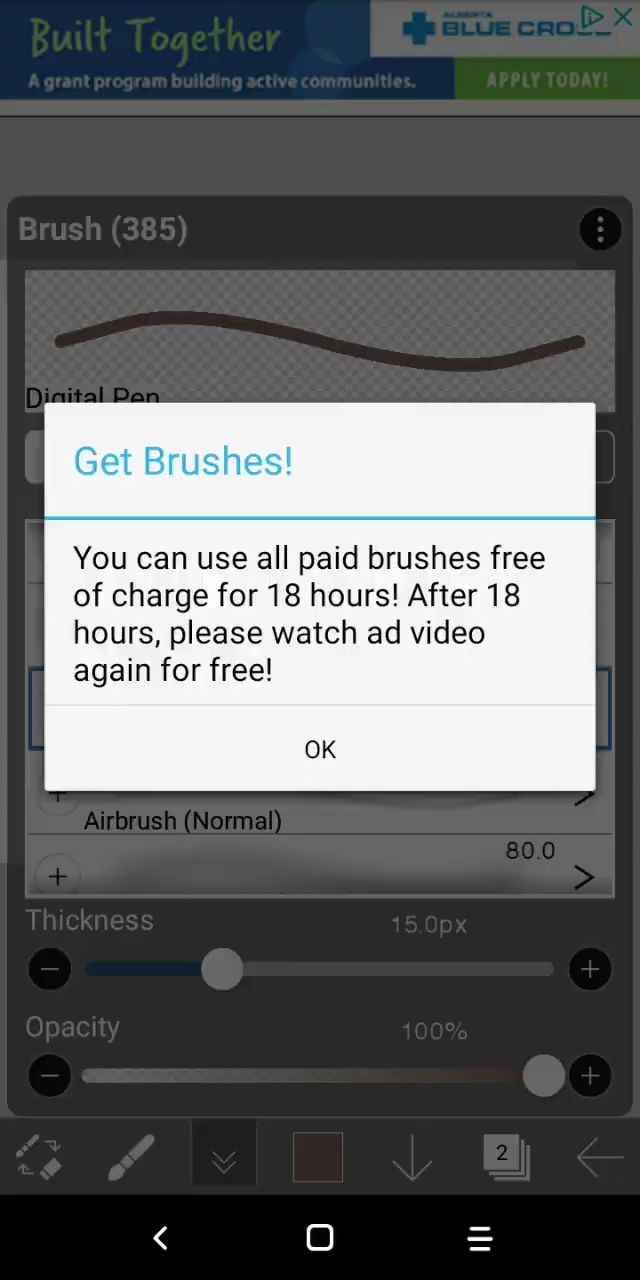 Built Together
A grant program building active communities.
ALBERTA
BLUE CRO
APPLY TODAY!
Brush (385)
Digital Pen
Get Brushes!
You can use all paid brushes free
of charge for 18 hours! After 18
hours, please watch ad video
again for free!
OK
Airbrush (Normal)
80.0
Thickness
15.0px
Opacity
100%
2